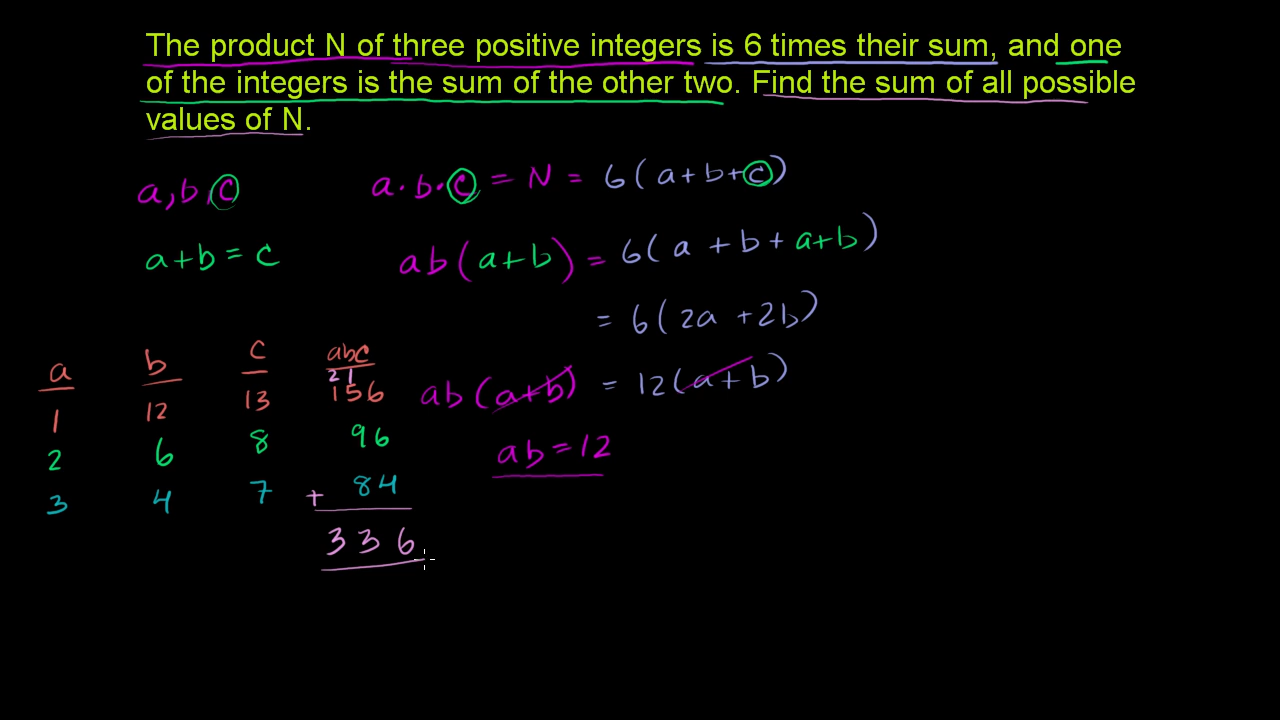 The product N of three positive integers is 6 times their sum, and one
of the integers is the sum of the other two. Find the sum of all possible
values of N.
a, b, c
a · b · c = N = 6(a+b+c)
a+b = c
ab(a+b) = 6(a + b + a+b)
= 6(2a +2b)
ab(a+b) = 12(a+b)
ab = 12
a b c abc
21
1 12 13 156
2 6 8 96
3 4 7 + 84
336